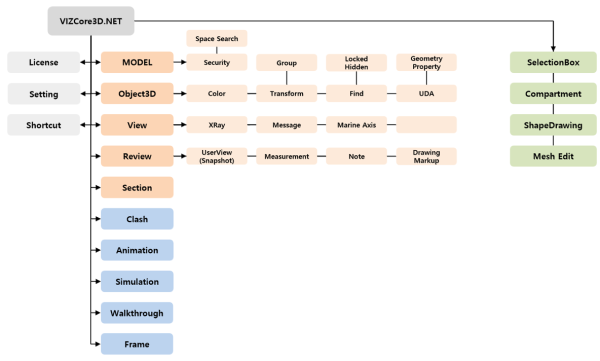 VIZCore3D.NET
Space Search
License
MODEL
Security
Group
Locked
Hidden
Geometry
Property
SelectionBox
Setting
Object3D
Color
Transform
Find
UDA
Compartment
Shortcut
View
XRay
Message
Marine Axis
ShapeDrawing
Review
UserView
(Snapshot)
Measurement
Note
Drawing
Markup
Mesh Edit
Section
Clash
Animation
Simulation
Walkthrough
Frame